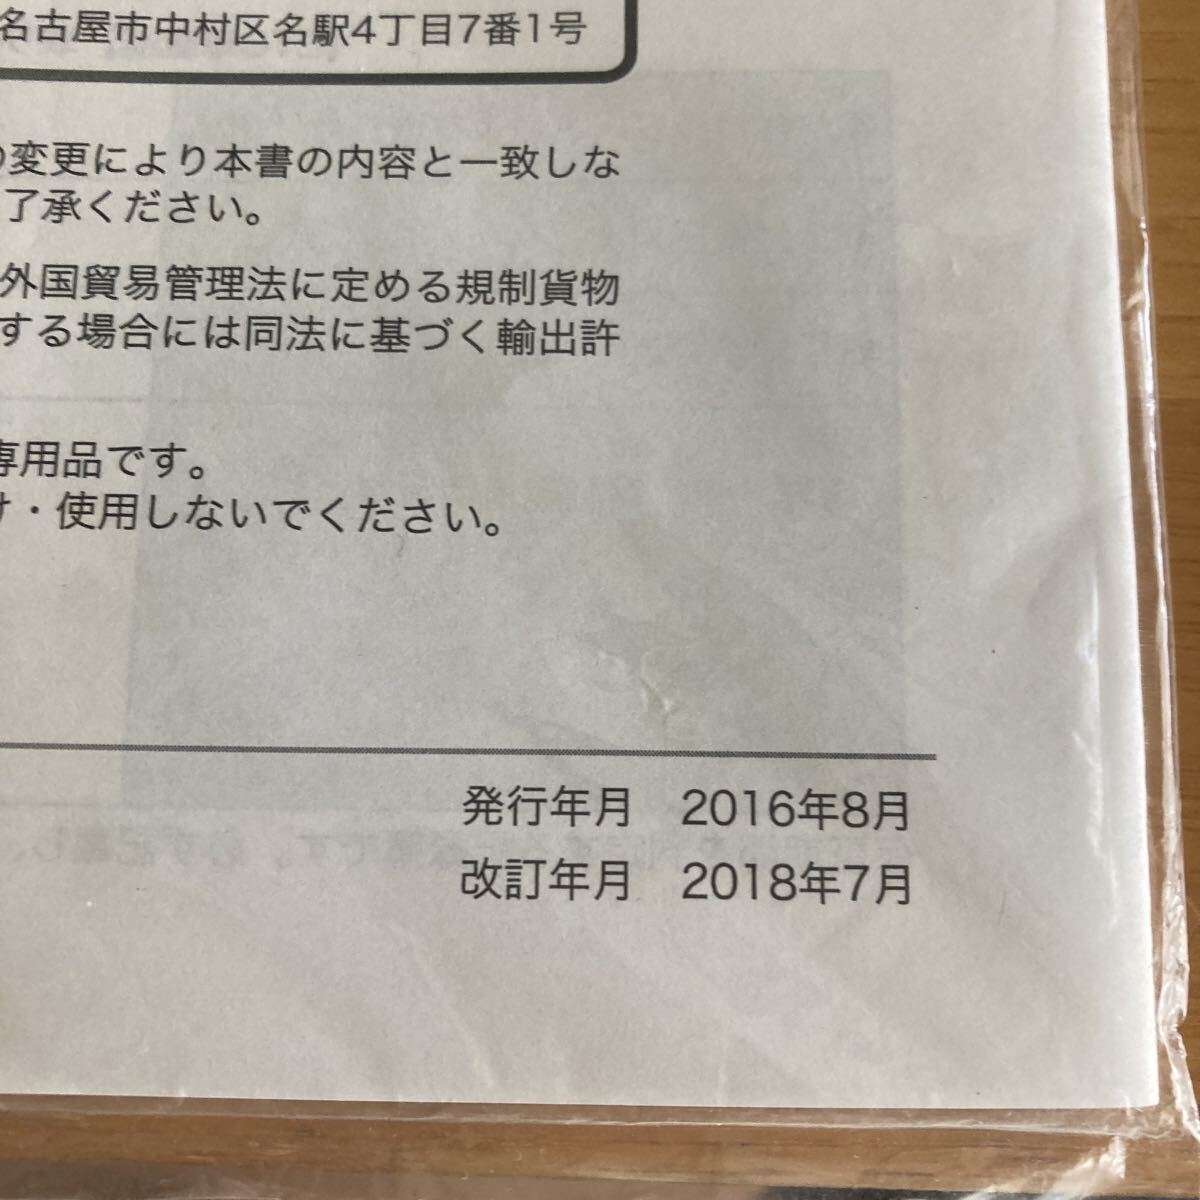 名古屋市中村区名駅4丁目7番1号
の変更により本書の内容と一致しな
了承ください。
外国貿易管理法に定める規制貨物
する場合には同法に基づく輸出許
専用品です。
け・使用しないでください。
発行年月 2016年8月
改訂年月 2018年7月